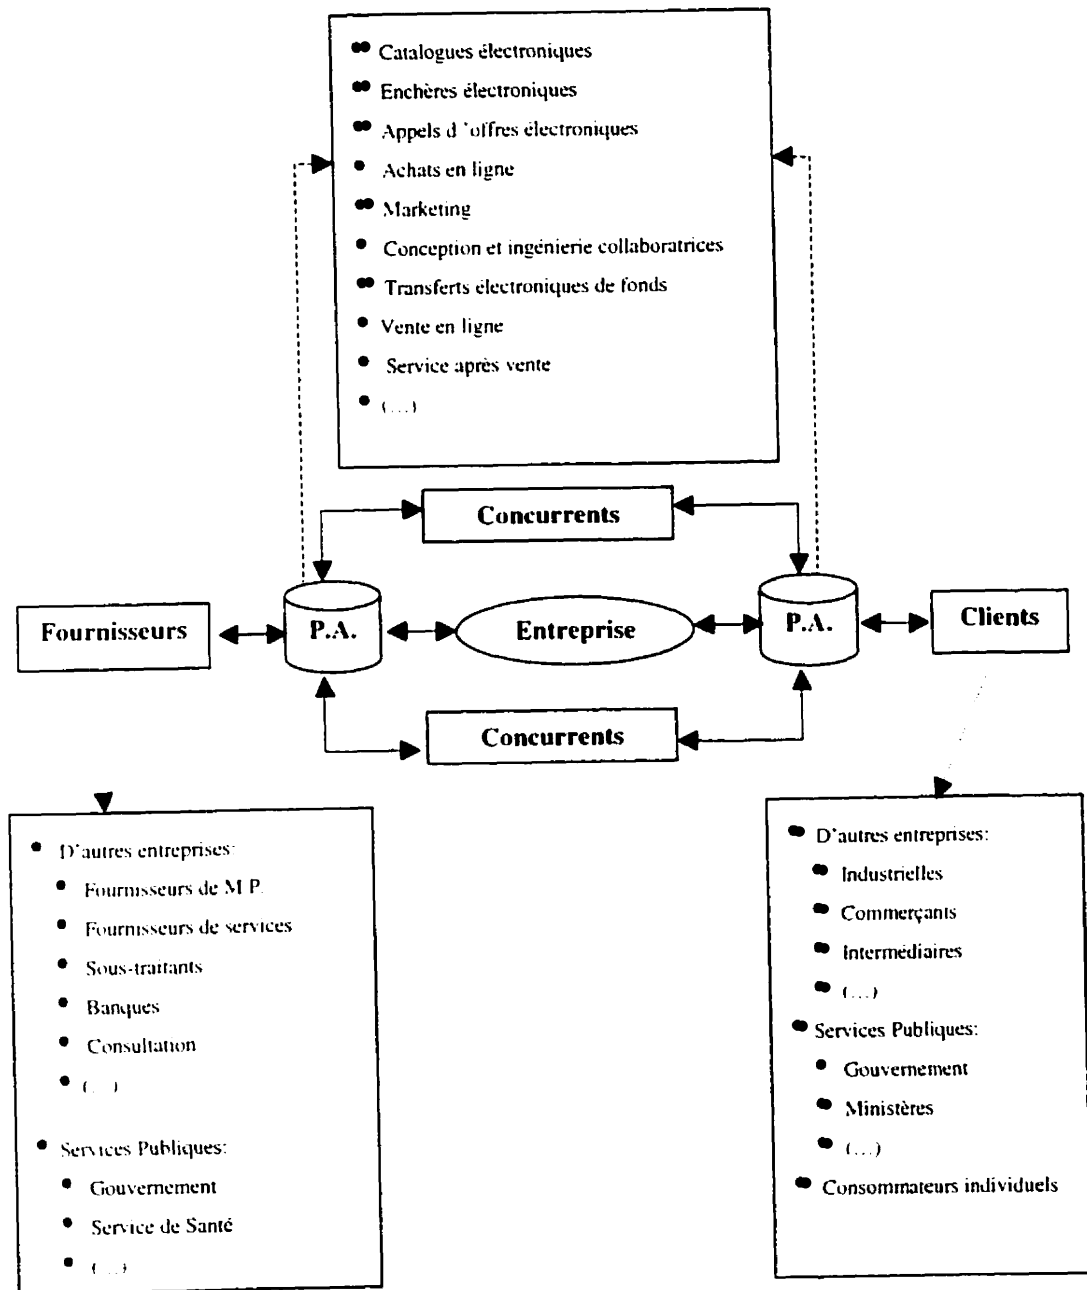 •• Catalogues électroniques
•• Enchères électroniques
•• Appels d 'offres électroniques
• Achats en ligne
•• Marketing
• Conception et ingénierie collaboratrices
•• Transferts électroniques de fonds
• Vente en ligne
• Service après vente
• (…)
Concurrents
Fournisseurs
P.A.
Entreprise
P.A.
Clients
Concurrents
• D'autres entreprises:
• Fournisseurs de M.P.
• Fournisseurs de services
• Sous-traitants
• Banques
• Consultation
• (…)
• Services Publiques:
• Gouvernement
• Service de Santé
• (…)
•• D'autres entreprises:
•• Industrielles
•• Commerçants
•• Intermédiaires
•• (…)
•• Services Publiques:
• Gouvernement
•• Ministères
•• (…)
•• Consommateurs individuels